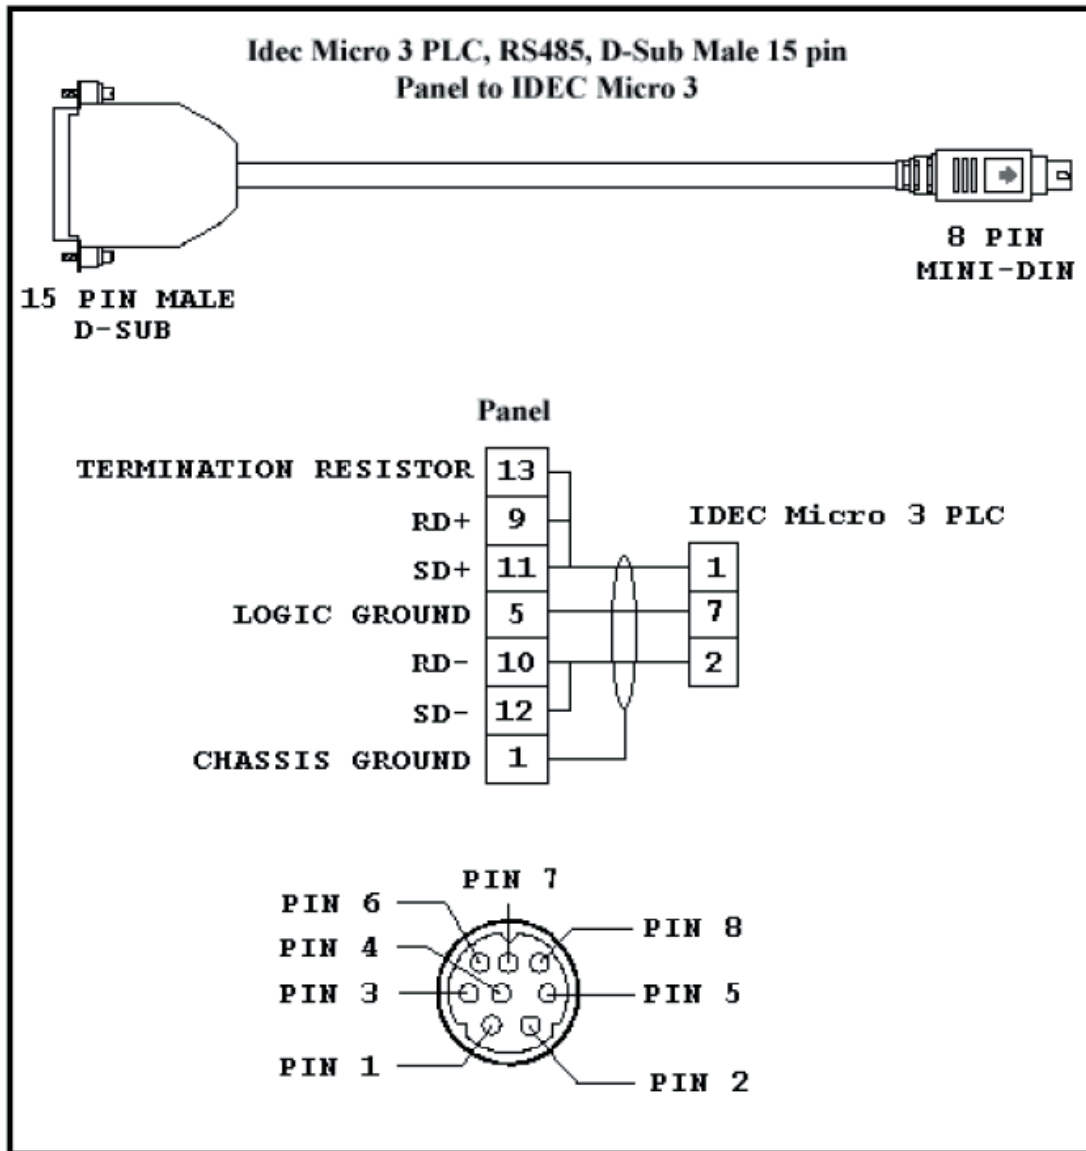 Idec Micro 3 PLC, RS485, D-Sub Male 15 pin
Panel to IDEC Micro 3
8 PIN
MINI-DIN
15 PIN MALE
D-SUB
Panel
TERMINATION RESISTOR 13
RD+ 9
IDEC Micro 3 PLC
SD+ 11 1
LOGIC GROUND 5 7
RD- 10 2
SD- 12
CHASSIS GROUND 1
PIN 7
PIN 6
PIN 8
PIN 4
PIN 3
PIN 5
PIN 1
PIN 2